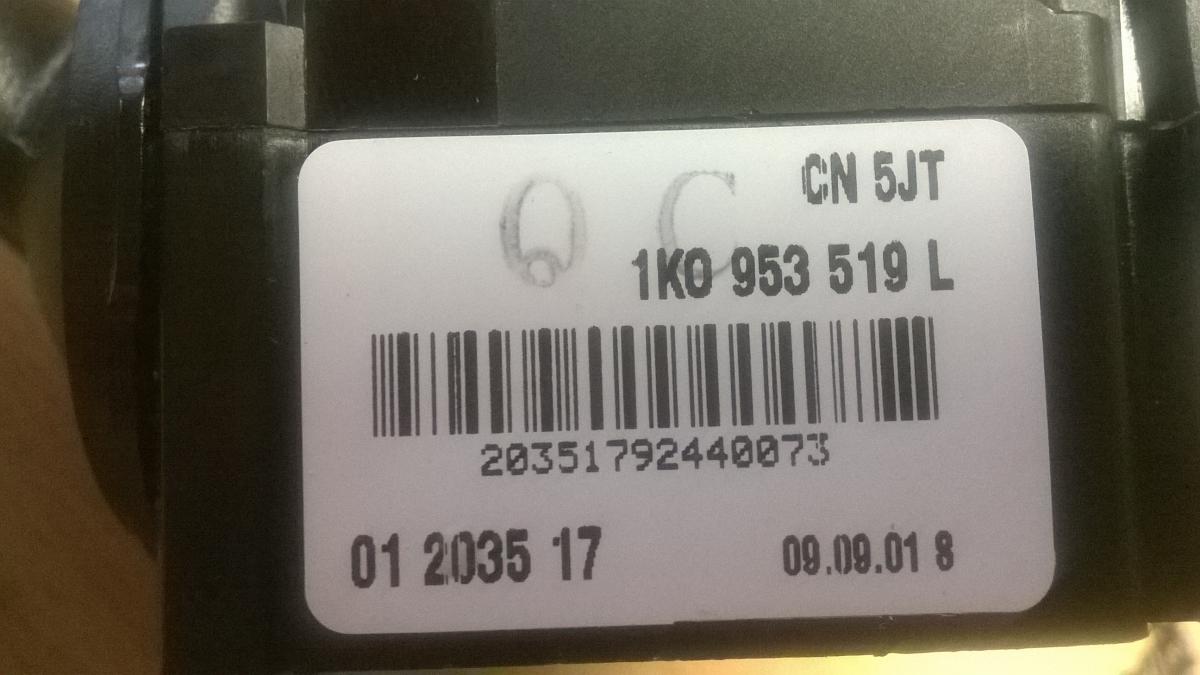 CN 5JT
Q C
1K0 953 519 L
20351792440073
01 2035 17
09.09.01 8